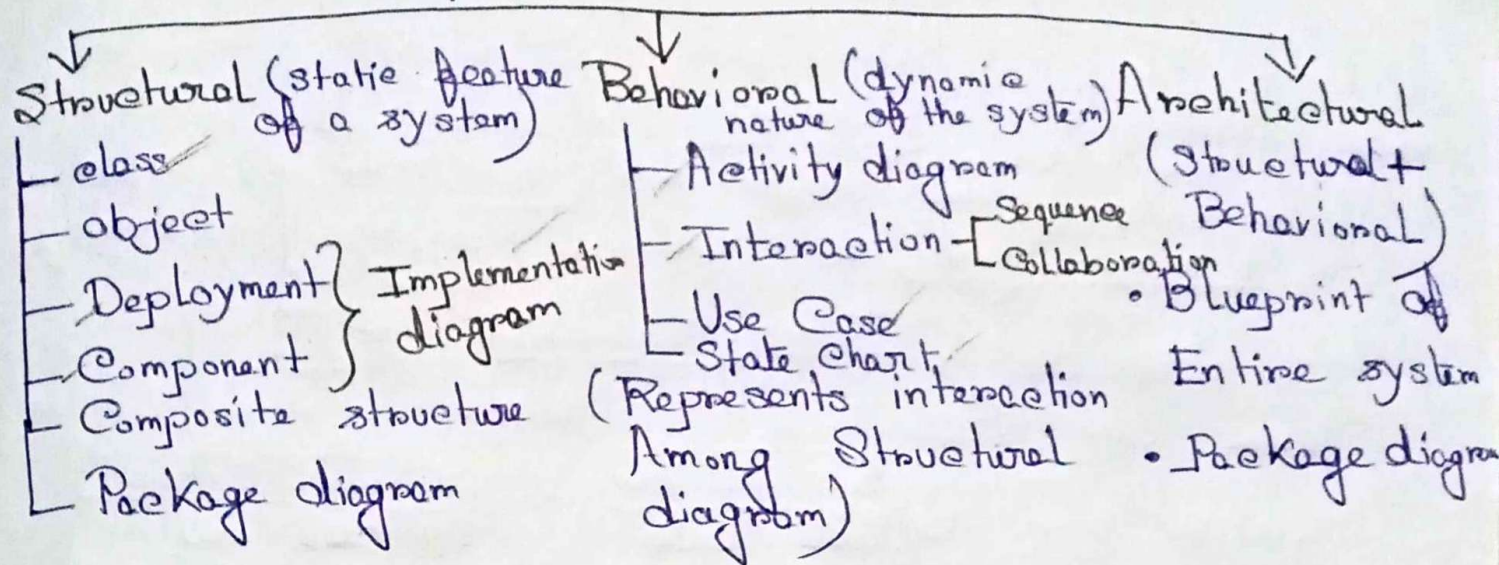 Structural (static feature
of a system)
class
object
Deployment
Component
Implementation
diagram
Composite structure
Package diagram
Behavioral (dynamic
nature of the system)
Activity diagram
Interaction
Sequence
Collaboration
Use Case
State Chart
(Represents interaction
Among Structural
diagram)
Architectural
(Structural +
Behavioral)
• Blueprint of
Entire system
• Package diagram